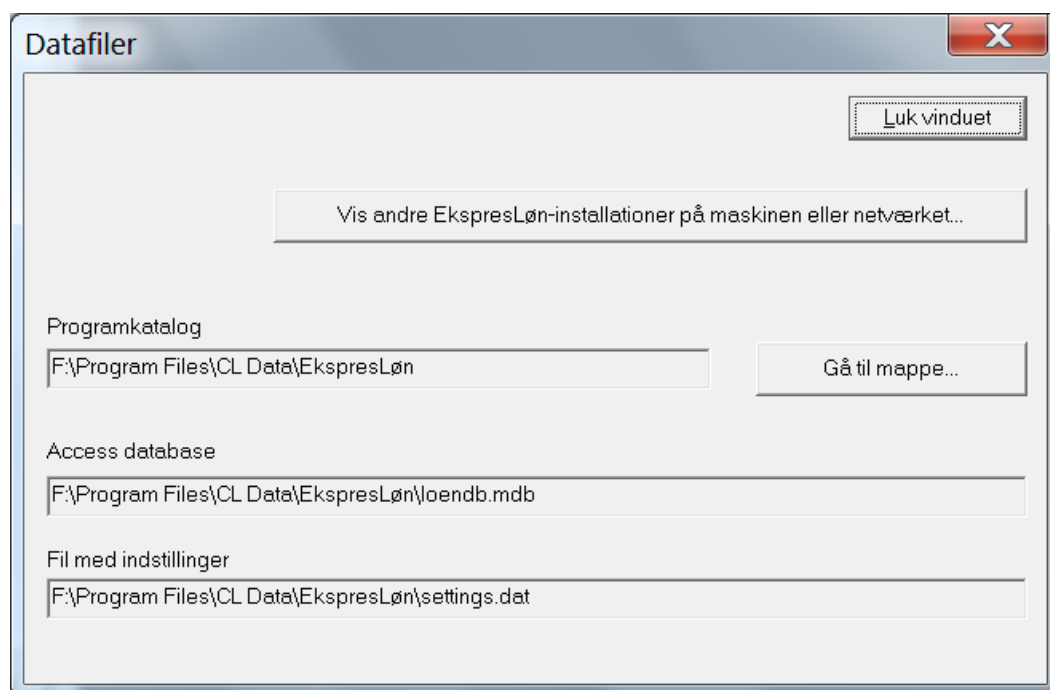 Datafiler
Luk vinduet
Vis andre EkspresLøn-installationer på maskinen eller netværket...
Programkatalog
F:\Program Files\CL Data\EkspresLøn
Gå til mappe...
Access database
F:\Program Files\CL Data\EkspresLøn\loendb.mdb
Fil med indstillinger
F:\Program Files\CL Data\EkspresLøn\settings.dat